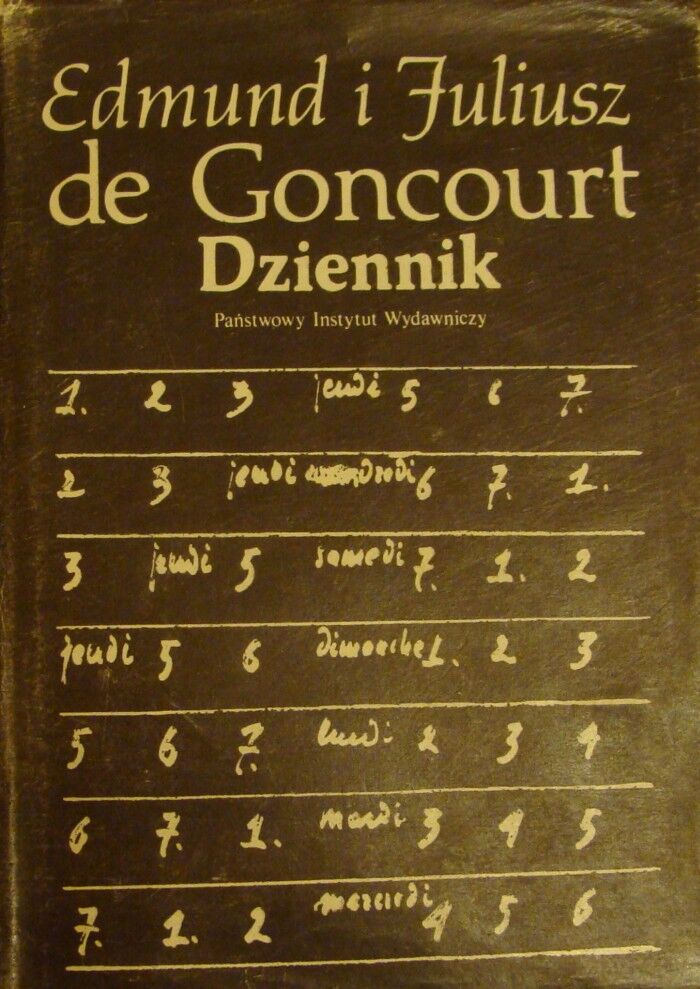 Edmund i Juliusz
de Goncourt
Dziennik
Państwowy Instytut Wydawniczy
1. 2 3 jeudi 5 6 7.
2 3 jeudi 6 7. 1.
3 jeudi 5 samedi 7. 1. 2
jeudi 5 6 dimanche 1. 2 3
5 6 7. lundi 2 3 4
6 7. 1. mardi 3 4 5
7. 1. 2 mercredi 4 5 6